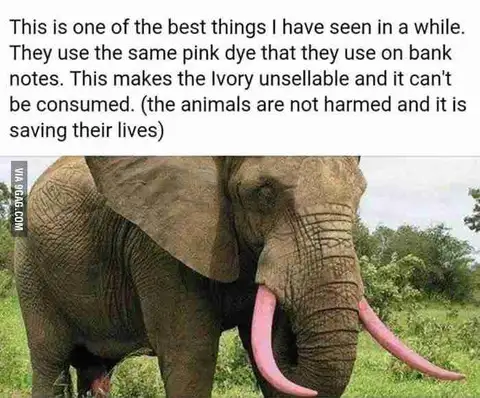 This is one of the best things I have seen in a while.
They use the same pink dye that they use on bank
notes. This makes the Ivory unsellable and it can't
be consumed. (the animals are not harmed and it is
saving their lives)
VIA 9GAG.COM